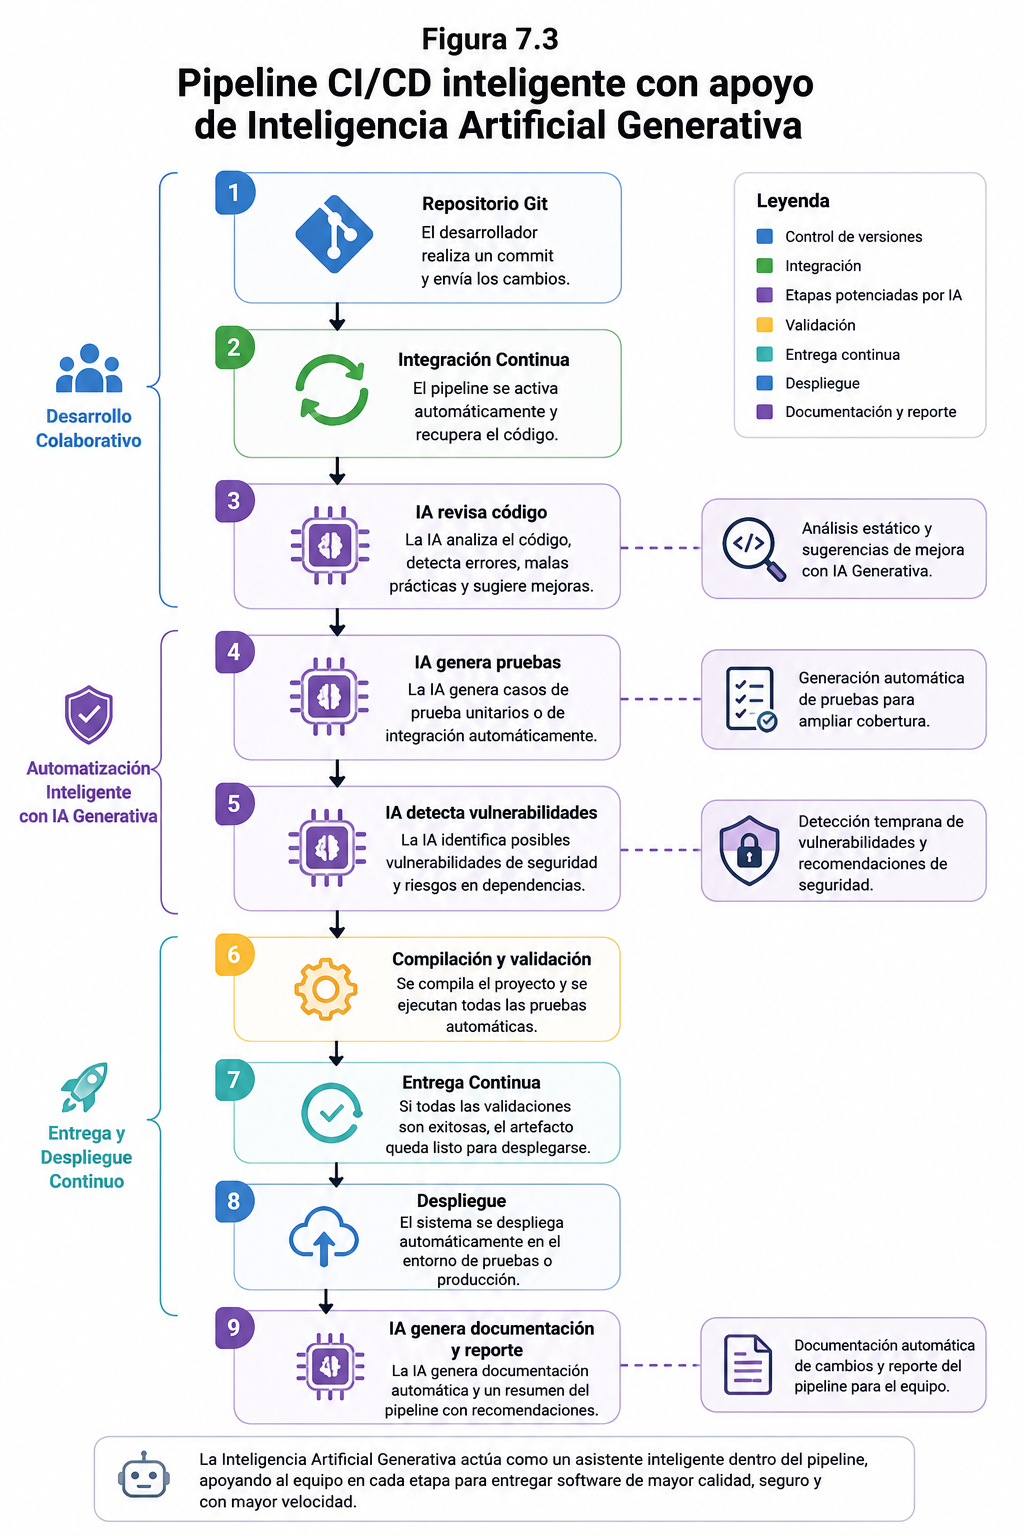 Figura 7.3
Pipeline CI/CD inteligente con apoyo
de Inteligencia Artificial Generativa
1
Repositorio Git
El desarrollador
realiza un commit
y envía los cambios.
Leyenda
Control de versiones
Integración
Etapas potenciadas por IA
Validación
Entrega continua
Despliegue
Documentación y reporte
2
Integración Continua
El pipeline se activa
automáticamente y
recupera el código.
Desarrollo
Colaborativo
3
IA revisa código
La IA analiza el código,
detecta errores, malas
prácticas y sugiere mejoras.
Análisis estático y
sugerencias de mejora
con IA Generativa.
4
IA genera pruebas
La IA genera casos de
prueba unitarios o de
integración automáticamente.
Generación automática
de pruebas para
ampliar cobertura.
Automatización
Inteligente
con IA Generativa
5
IA detecta vulnerabilidades
La IA identifica posibles
vulnerabilidades de seguridad
y riesgos en dependencias.
Detección temprana de
vulnerabilidades y
recomendaciones de
seguridad.
6
Compilación y validación
Se compila el proyecto y se
ejecutan todas las pruebas
automáticas.
7
Entrega Continua
Si todas las validaciones
son exitosas, el artefacto
queda listo para desplegarse.
Entrega y
Despliegue
Continuo
8
Despliegue
El sistema se despliega
automáticamente en el
entorno de pruebas o
producción.
9
IA genera documentación
y reporte
La IA genera documentación
automática y un resumen del
pipeline con recomendaciones.
Documentación automática
de cambios y reporte del
pipeline para el equipo.
La Inteligencia Artificial Generativa actúa como un asistente inteligente dentro del pipeline,
apoyando al equipo en cada etapa para entregar software de mayor calidad, seguro y
con mayor velocidad.